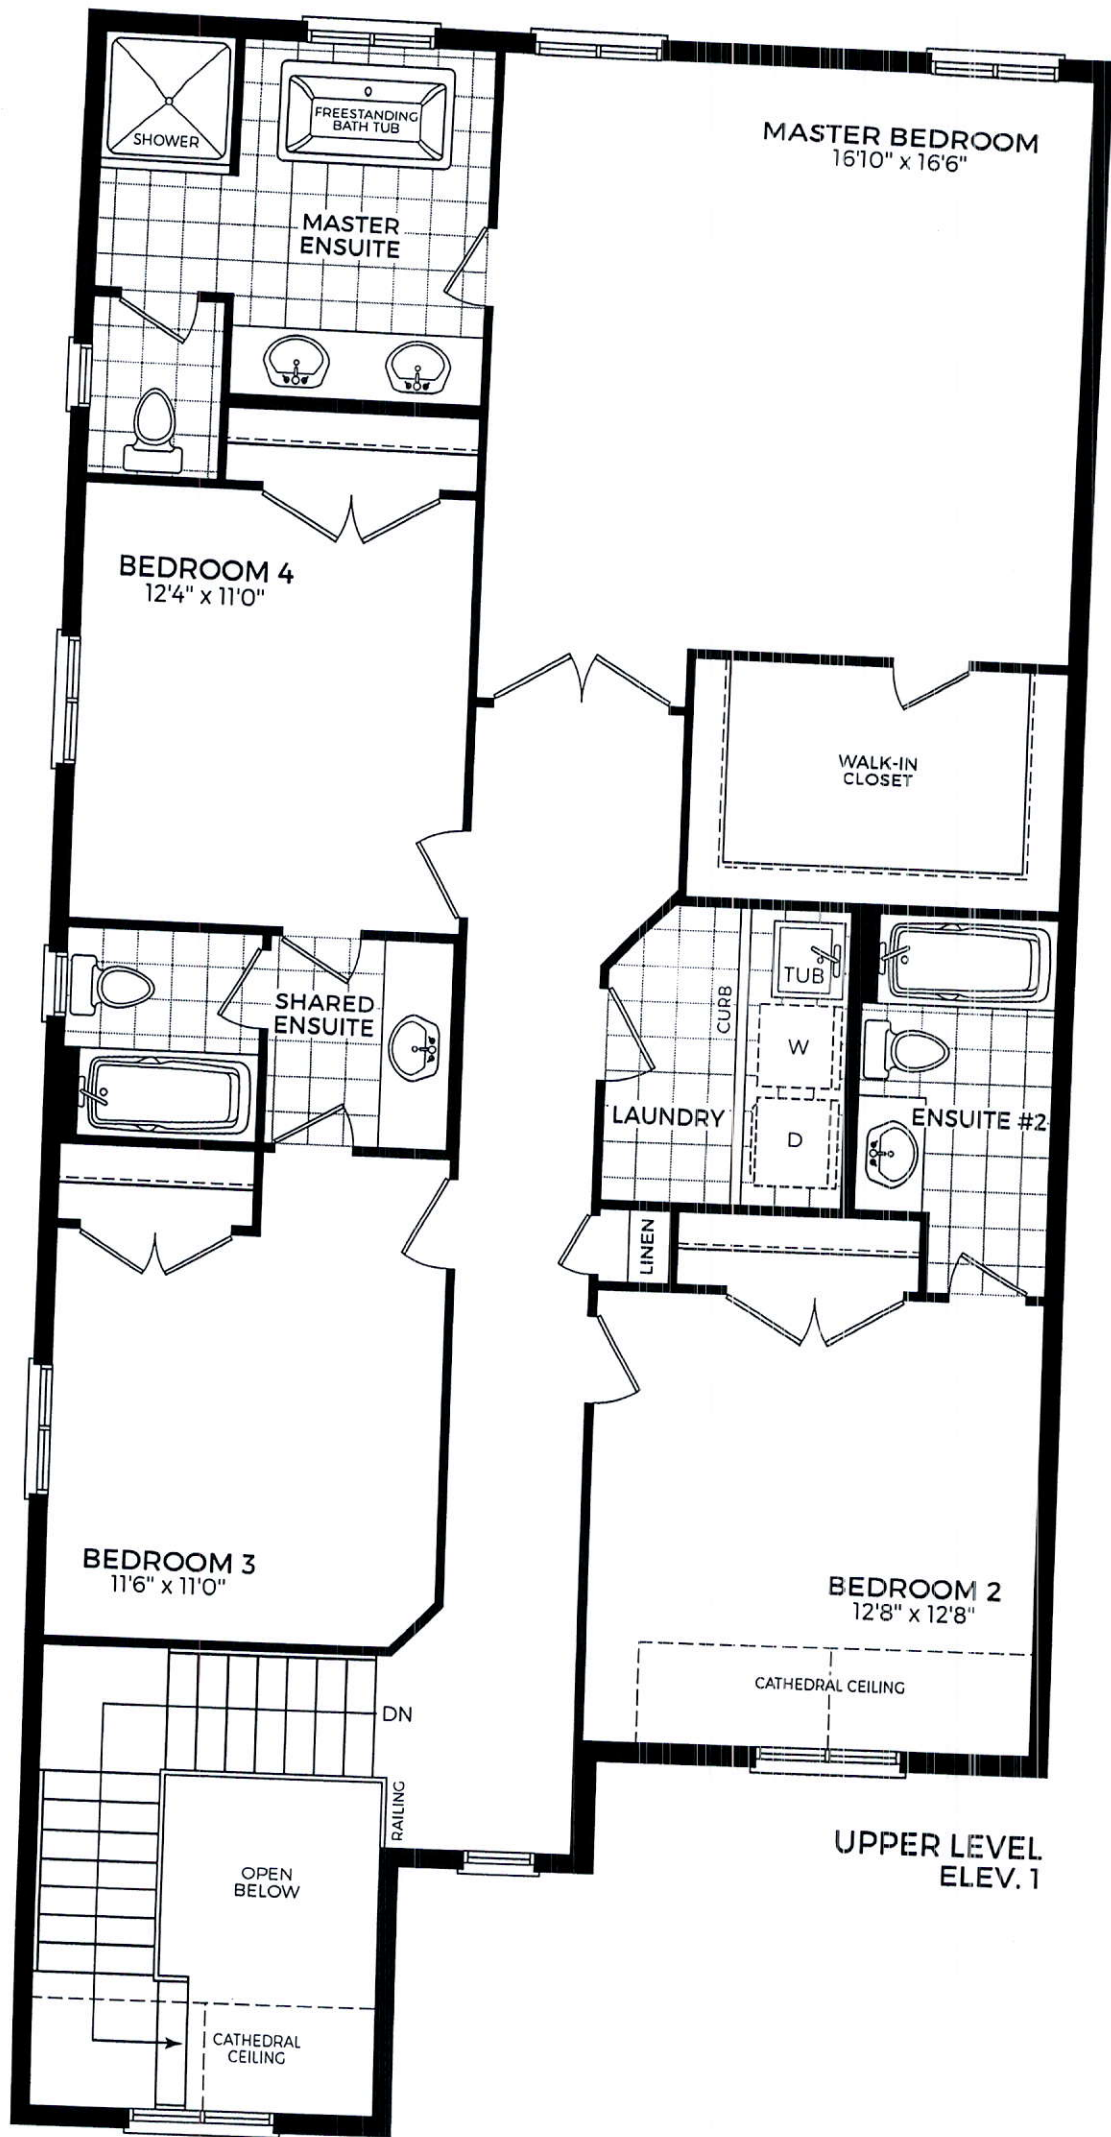 SHOWER
FREESTANDING
BATH TUB
MASTER BEDROOM
16'10" x 16'6"
MASTER
ENSUITE
BEDROOM 4
12'4" x 11'0"
WALK-IN
CLOSET
SHARED
ENSUITE
CURB
TUB
W
LAUNDRY
D
ENSUITE #2
LINEN
BEDROOM 3
11'6" x 11'0"
BEDROOM 2
12'8" x 12'8"
CATHEDRAL CEILING
DN
RAILING
OPEN
BELOW
UPPER LEVEL
ELEV. 1
CATHEDRAL
CEILING